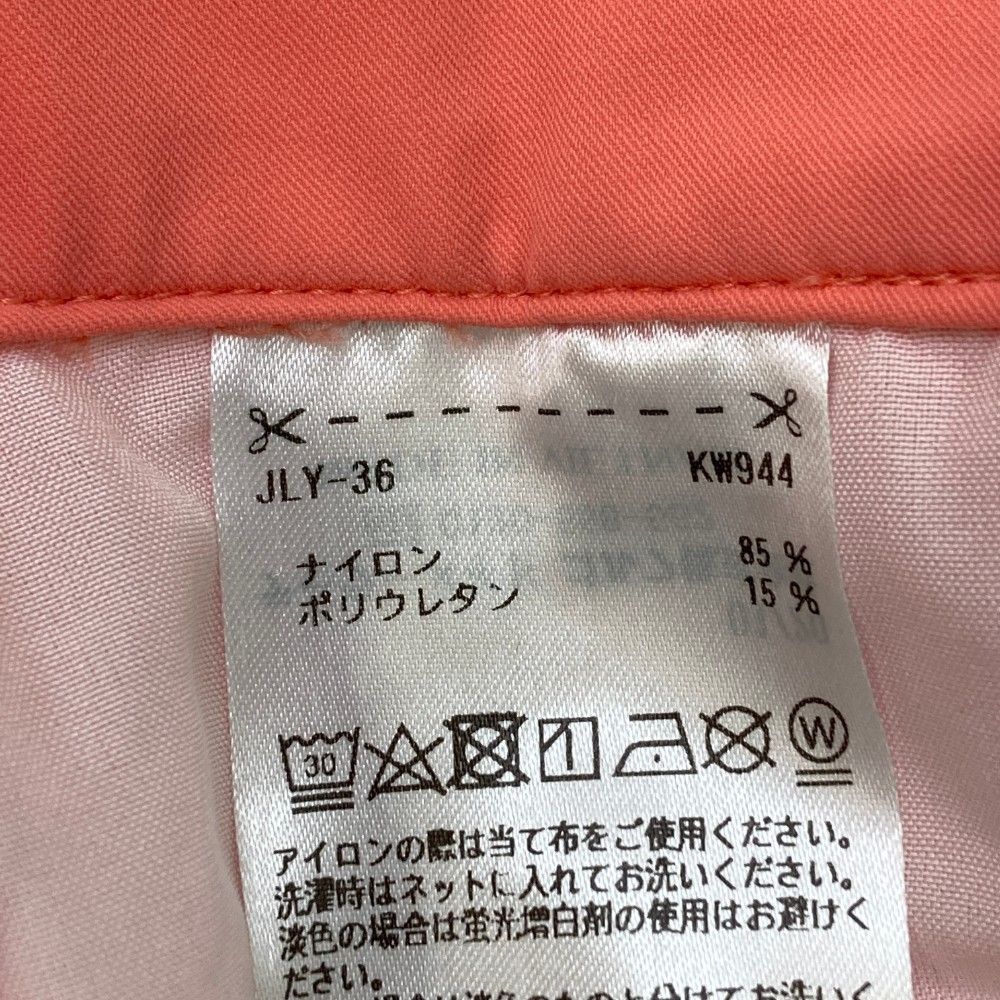 JLY-36 KW944
ナイロン 85 %
ポリウレタン 15 %
30 W
アイロンの際は当て布をご使用ください。
洗濯時はネットに入れてお洗いください。
淡色の場合は蛍光増白剤の使用はお避けく
ださい。